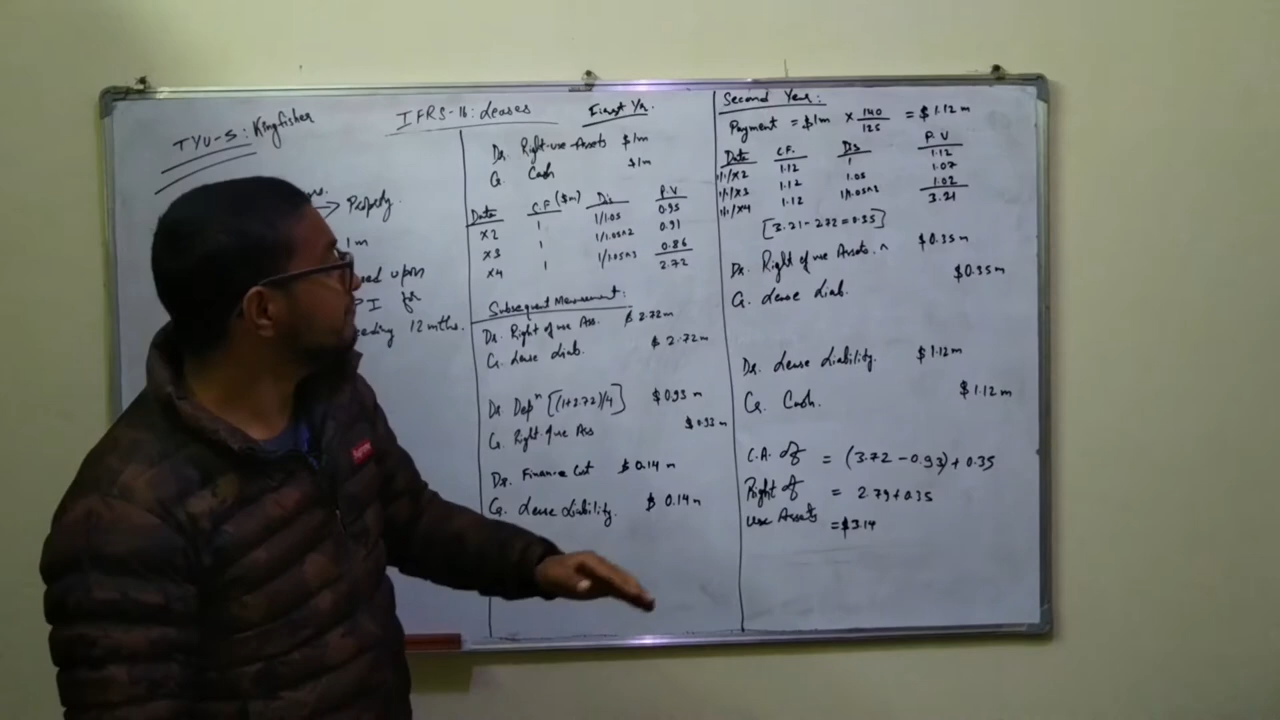 TYU-5: Kingfisher
IFRS-16: Leases
Property.
1m
upon
PI for
12 mths.
First Yr.
Dr. Right-use-Assets $1m
Cr. Cash $1m
Date C.F ($m) Dis P.V
X2 1 1/1.05 0.95
X3 1 1/1.05^2 0.91
X4 1 1/1.05^3 0.86
2.72
Subsequent Measurement:
Dr. Right of use Ass. $ 2.72m
Cr. Lease Liab. $ 2.72m
Dr. Depn [(1+2.72)/4] $0.93 m
Cr. Right of use Ass $0.93 m
Dr. Finance Cost $0.14 m
Cr. Lease Liability. $ 0.14 m
Second Year:
Payment = $1m × 140/125 = $1.12 m
Date C.F. Dis P.V
1/1/X2 1.12 1 1.12
1/1/X3 1.12 1.05 1.07
1/1/X4 1.12 1/1.05^2 1.02
3.21
[3.21-2.72=0.35]
Dr. Right of use Assets. $0.35m
Cr. Lease Liab. $0.35m
Dr. Lease Liability. $1.12m
Cr. Cash. $1.12 m
C.A. of = (3.72 - 0.93) + 0.35
Right of = 2.79+0.35
use Assets =$3.14
Supreme